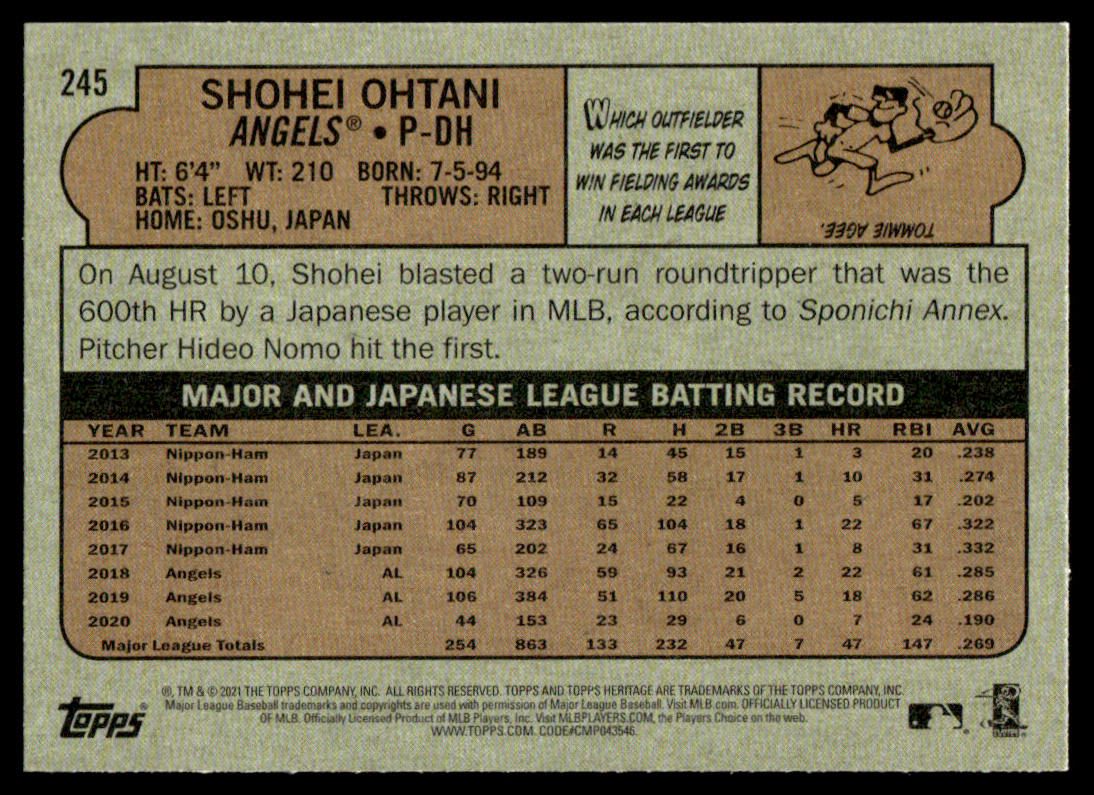 245
SHOHEI OHTANI
ANGELS® • P-DH
HT: 6'4" WT: 210 BORN: 7-5-94
BATS: LEFT THROWS: RIGHT
HOME: OSHU, JAPAN
WHICH OUTFIELDER
WAS THE FIRST TO
WIN FIELDING AWARDS
IN EACH LEAGUE
TOMMIE AGEE.
On August 10, Shohei blasted a two-run roundtripper that was the
600th HR by a Japanese player in MLB, according to Sponichi Annex.
Pitcher Hideo Nomo hit the first.
MAJOR AND JAPANESE LEAGUE BATTING RECORD
YEAR TEAM LEA. G AB R H 2B 3B HR RBI AVG
2013 Nippon-Ham Japan 77 189 14 45 15 1 3 20 .238
2014 Nippon-Ham Japan 87 212 32 58 17 1 10 31 .274
2015 Nippon-Ham Japan 70 109 15 22 4 0 5 17 .202
2016 Nippon-Ham Japan 104 323 65 104 18 1 22 67 .322
2017 Nippon-Ham Japan 65 202 24 67 16 1 8 31 .332
2018 Angels AL 104 326 59 93 21 2 22 61 .285
2019 Angels AL 106 384 51 110 20 5 18 62 .286
2020 Angels AL 44 153 23 29 6 0 7 24 .190
Major League Totals 254 863 133 232 47 7 47 147 .269
®, TM & © 2021 THE TOPPS COMPANY, INC. ALL RIGHTS RESERVED. TOPPS AND TOPPS HERITAGE ARE TRADEMARKS OF THE TOPPS COMPANY, INC.
Major League Baseball trademarks and copyrights are used with permission of Major League Baseball. Visit MLB.com. OFFICIALLY LICENSED PRODUCT
OF MLB. Officially Licensed Product of MLB Players, Inc. Visit MLBPLAYERS.COM, the Players Choice on the web.
WWW.TOPPS.COM. CODE#CMP043546.
topps®